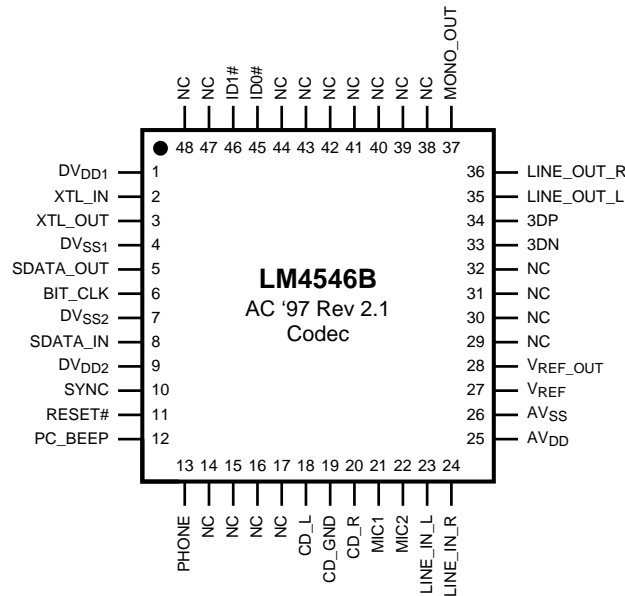 NC NC ID1# ID0# NC NC NC NC NC NC NC MONO_OUT
48 47 46 45 44 43 42 41 40 39 38 37
DVDD1 1
XTL_IN 2
XTL_OUT 3
DVSS1 4
SDATA_OUT 5
BIT_CLK 6
DVSS2 7
SDATA_IN 8
DVDD2 9
SYNC 10
RESET# 11
PC_BEEP 12
LM4546B
AC ‘97 Rev 2.1
Codec
36 LINE_OUT_R
35 LINE_OUT_L
34 3DP
33 3DN
32 NC
31 NC
30 NC
29 NC
28 VREF_OUT
27 VREF
26 AVSS
25 AVDD
13 14 15 16 17 18 19 20 21 22 23 24
PHONE NC NC NC NC CD_L CD_GND CD_R MIC1 MIC2 LINE_IN_L LINE_IN_R